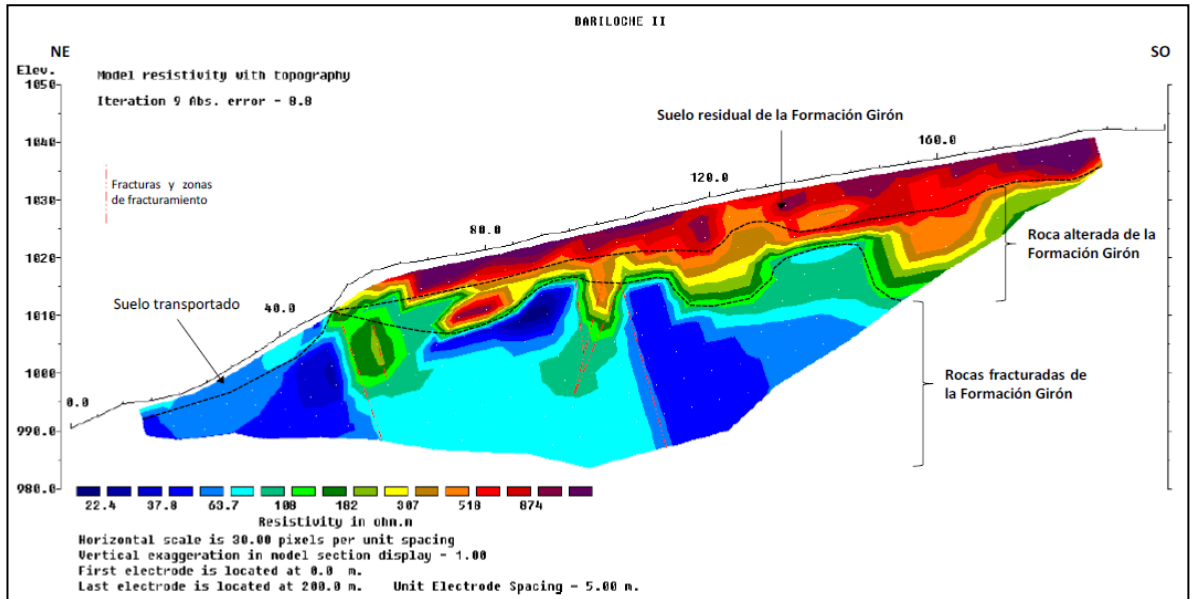 BARILOCHE II
NE
SO
Elev.
Model resistivity with topography
Iteration 9 Abs. error - 8.8
1050
1040
1030
1020
1010
1000
990.0
980.0
Fracturas y zonas
de fracturamiento
Suelo residual de la Formación Girón
160.0
120.0
80.0
40.0
0.0
Suelo transportado
Roca alterada de la
Formación Girón
Rocas fracturadas de
la Formación Girón
22.4 37.8 63.7 108 182 307 518 874
Resistivity in ohm.m
Horizontal scale is 30.00 pixels per unit spacing
Vertical exaggeration in model section display - 1.00
First electrode is located at 0.0 m.
Last electrode is located at 200.0 m. Unit Electrode Spacing - 5.00 m.